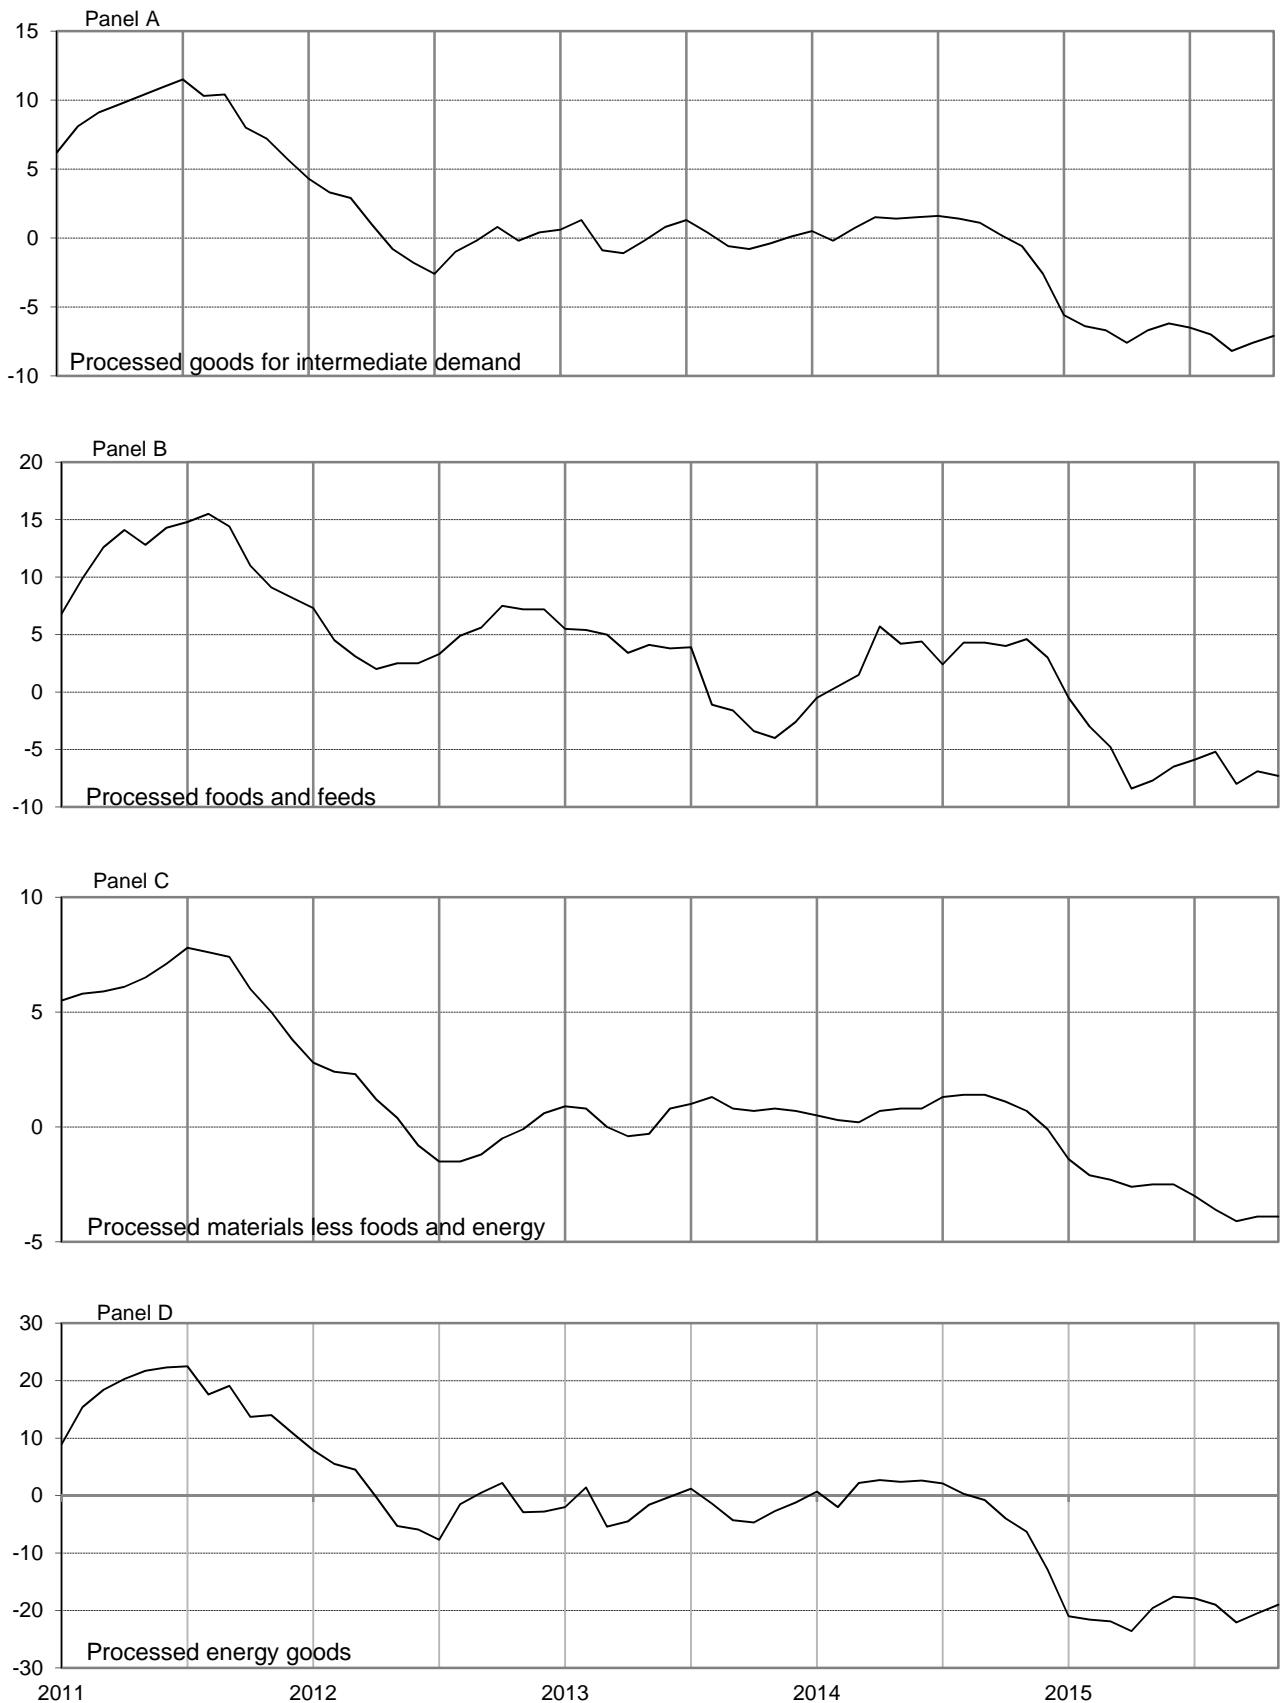 Panel A
15
10
5
0
-5
-10
Processed goods for intermediate demand
Panel B
20
15
10
5
0
-5
-10
Processed foods and feeds
Panel C
10
5
0
-5
Processed materials less foods and energy
Panel D
30
20
10
0
-10
-20
-30
Processed energy goods
2011 2012 2013 2014 2015